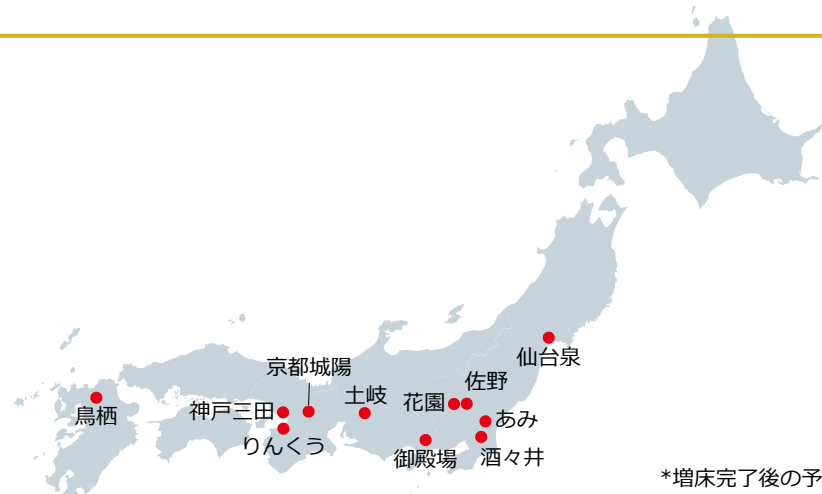 仙台泉
京都城陽
佐野
土岐
花園
鳥栖
神戸三田
あみ
りんくう
御殿場
酒々井
*増床完了後の予